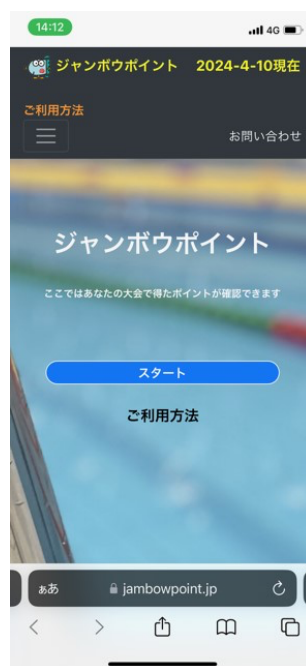 14:12
4G
ジャンボウポイント 2024-4-10現在
ご利用方法
お問い合わせ
ジャンボウポイント
ここではあなたの大会で得たポイントが確認できます
スタート
ご利用方法
ぁあ
jambowpoint.jp